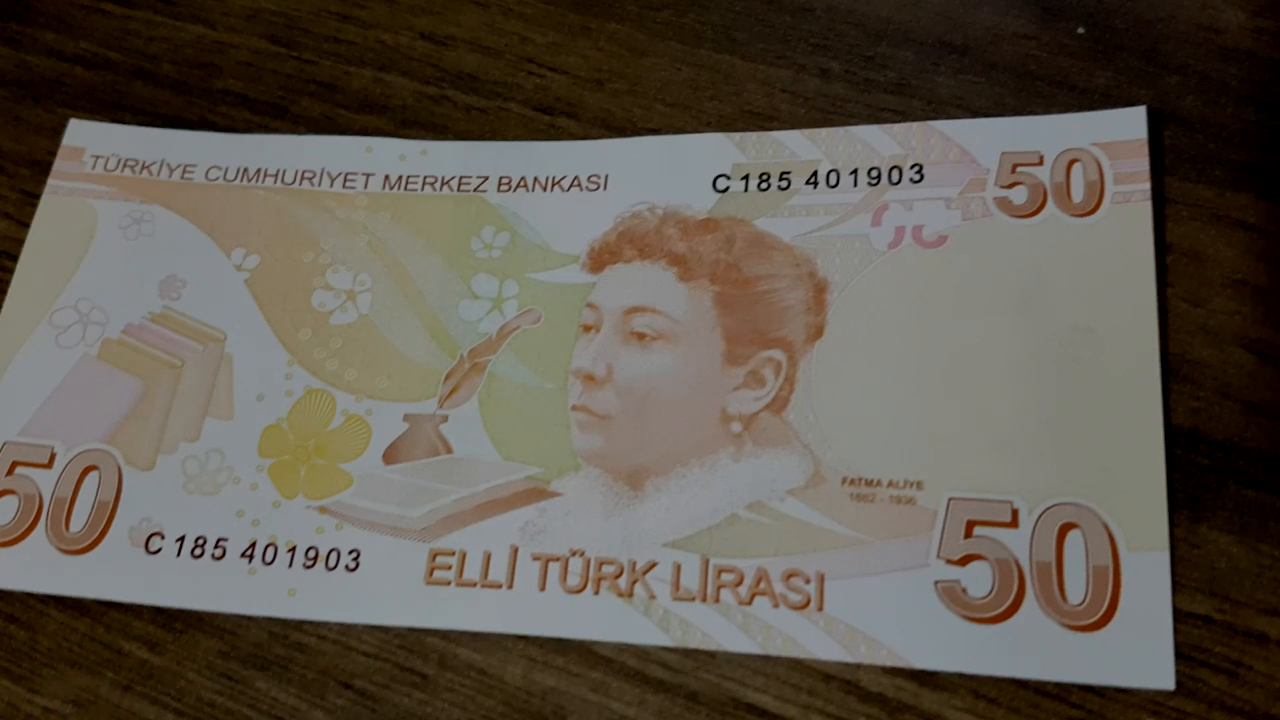 TÜRKİYE CUMHURİYET MERKEZ BANKASI
C185 401903
50
FATMA ALİYE
1862 - 1936
50
C185 401903
ELLİ TÜRK LİRASI
50